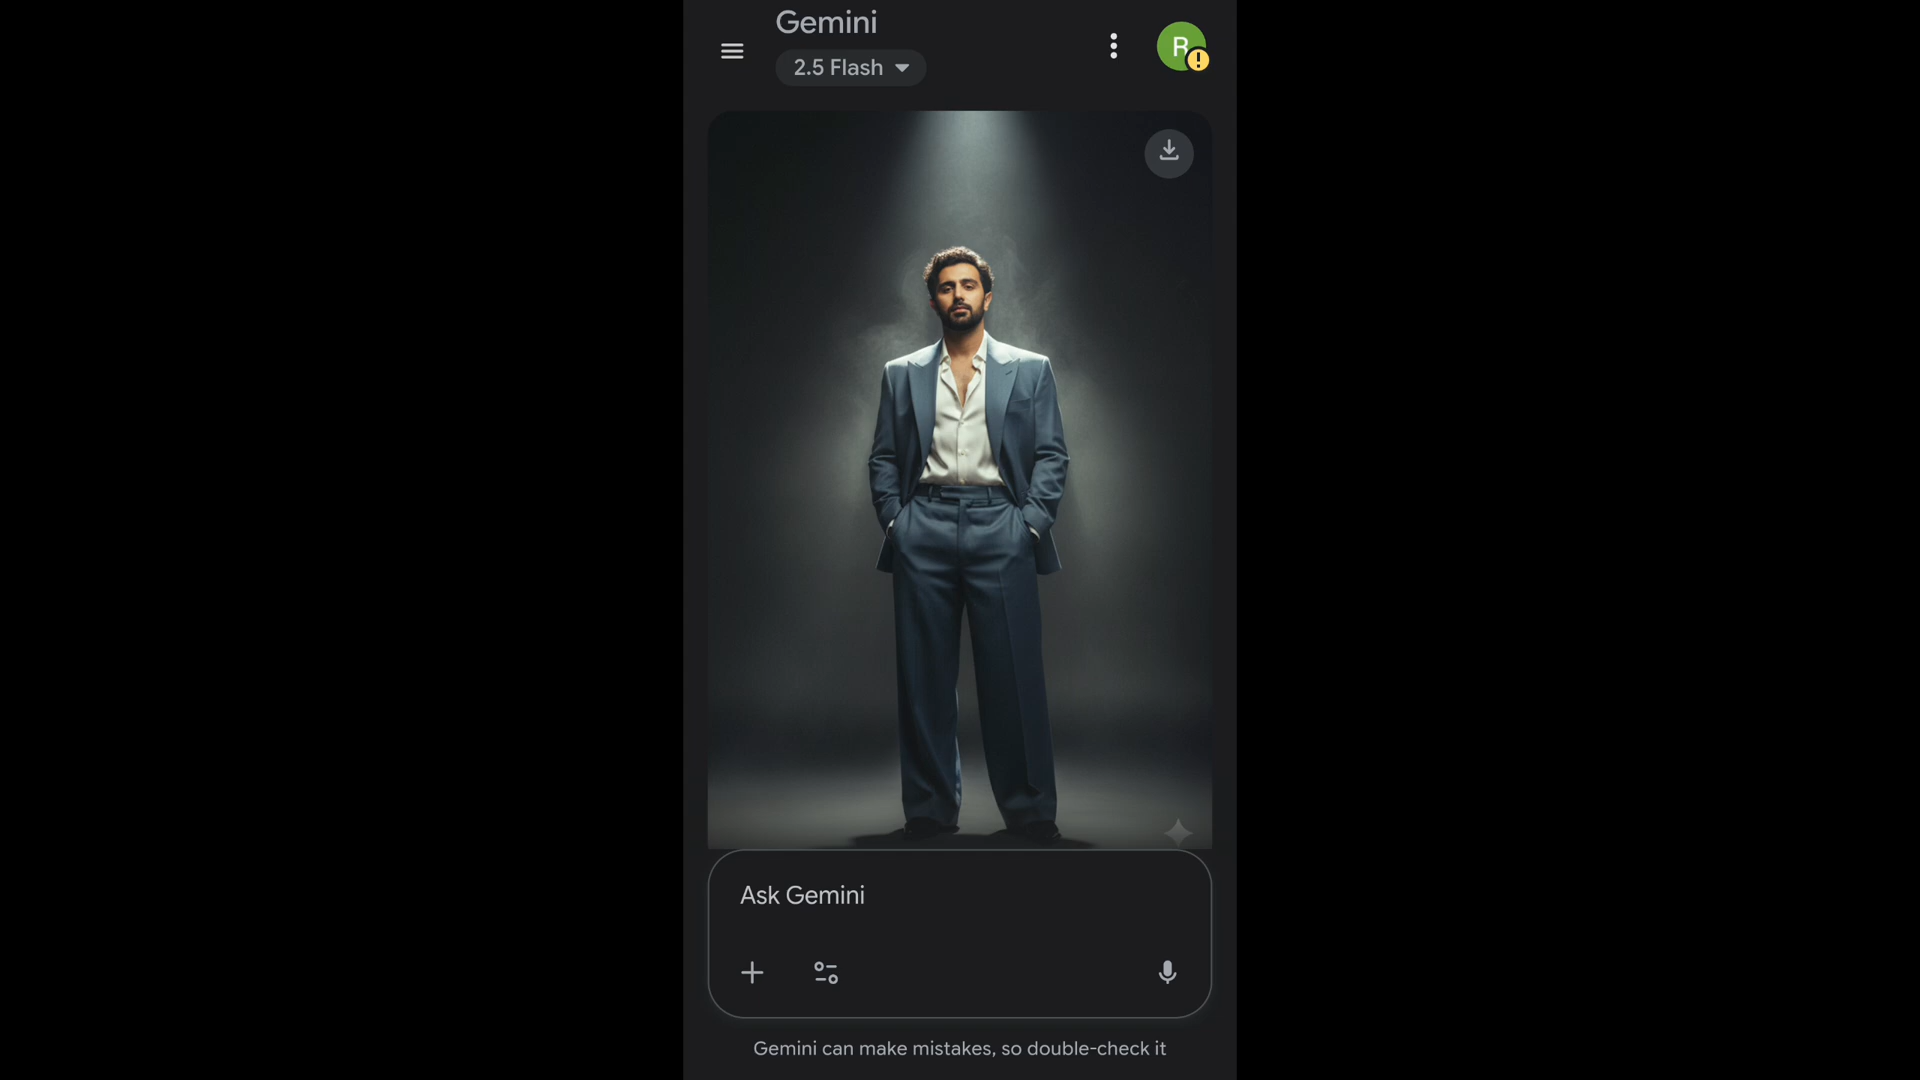 Gemini
2.5 Flash
R
!
Ask Gemini
Gemini can make mistakes, so double-check it